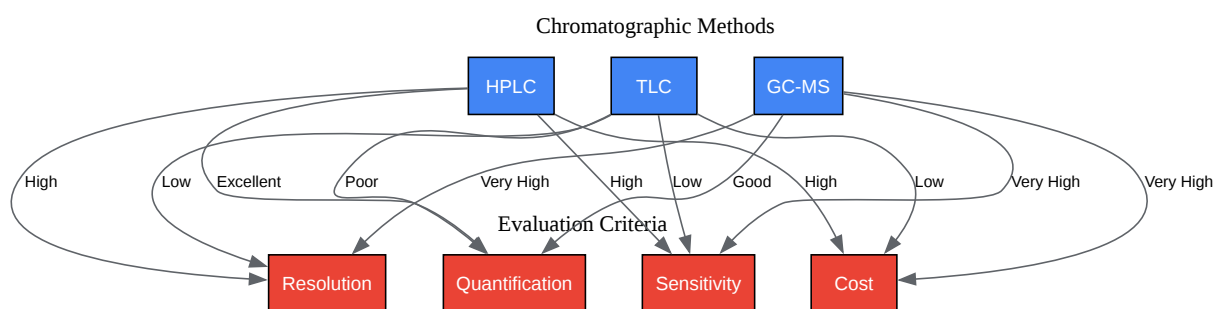 Chromatographic Methods
HPLC
TLC
GC-MS
High
Low
Excellent
Poor
Very High
High
Low
Good
High
Low
Very High
Very High
Evaluation Criteria
Resolution
Quantification
Sensitivity
Cost